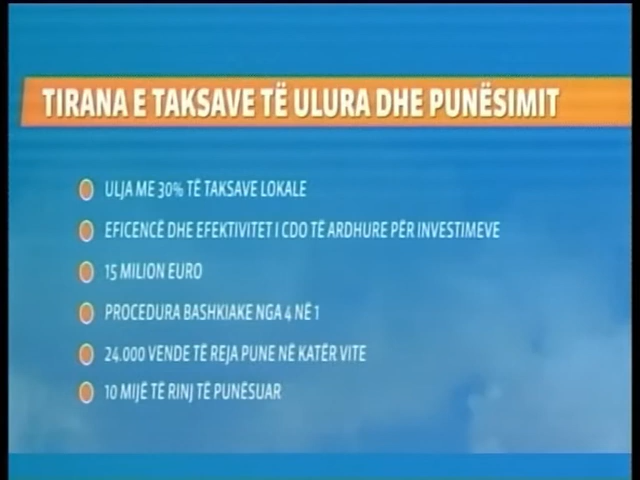 TIRANA E TAKSAVE TË ULURA DHE PUNËSIMIT
ULJA ME 30% TË TAKSAVE LOKALE
EFICENCË DHE EFEKTIVITET I CDO TË ARDHURE PËR INVESTIMEVE
15 MILION EURO
PROCEDURA BASHKIAKE NGA 4 NË 1
24.000 VENDE TË REJA PUNE NË KATËR VITE
10 MIJË TË RINJ TË PUNËSUAR